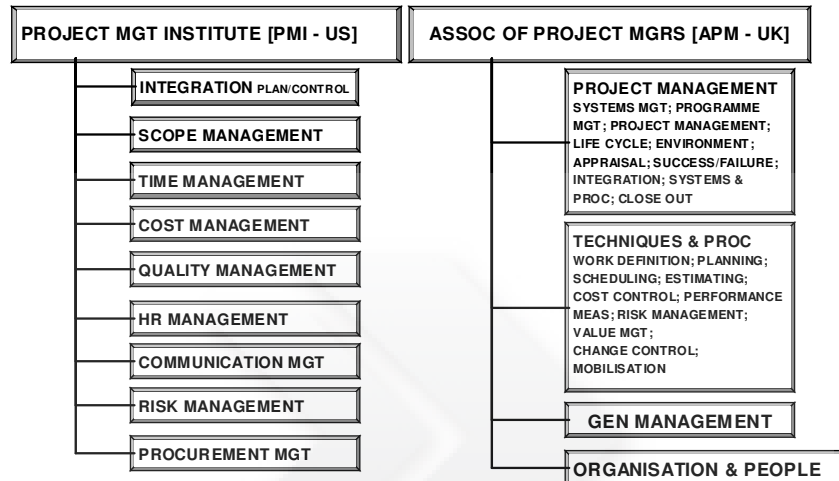 PROJECT MGT INSTITUTE [PMI - US]
INTEGRATION PLAN/CONTROL
SCOPE MANAGEMENT
TIME MANAGEMENT
COST MANAGEMENT
QUALITY MANAGEMENT
HR MANAGEMENT
COMMUNICATION MGT
RISK MANAGEMENT
PROCUREMENT MGT
ASSOC OF PROJECT MGRS [APM - UK]
PROJECT MANAGEMENT
SYSTEMS MGT; PROGRAMME
MGT; PROJECT MANAGEMENT;
LIFE CYCLE; ENVIRONMENT;
APPRAISAL; SUCCESS/FAILURE;
INTEGRATION; SYSTEMS &
PROC; CLOSE OUT
TECHNIQUES & PROC
WORK DEFINITION; PLANNING;
SCHEDULING; ESTIMATING;
COST CONTROL; PERFORMANCE
MEAS; RISK MANAGEMENT;
VALUE MGT;
CHANGE CONTROL;
MOBILISATION
GEN MANAGEMENT
ORGANISATION & PEOPLE